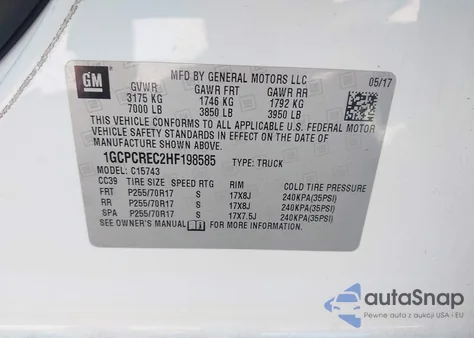 GM
MFD BY GENERAL MOTORS LLC
05/17
GVWR GAWR FRT GAWR RR
3175 KG 1746 KG 1792 KG
7000 LB 3850 LB 3950 LB
THIS VEHICLE CONFORMS TO ALL APPLICABLE U.S. FEDERAL MOTOR
VEHICLE SAFETY STANDARDS IN EFFECT ON THE DATE OF
MANUFACTURE SHOWN ABOVE.
1GCPCREC2HF198585 TYPE: TRUCK
MODEL: C15743
CC39 TIRE SIZE SPEED RTG RIM COLD TIRE PRESSURE
FRT P255/70R17 S 17X8J 240KPA(35PSI)
RR P255/70R17 S 17X8J 240KPA(35PSI)
SPA P255/70R17 S 17X7.5J 240KPA(35PSI)
SEE OWNER'S MANUAL FOR MORE INFORMATION
autoSnap
Pewne auta z aukcji USA i EU